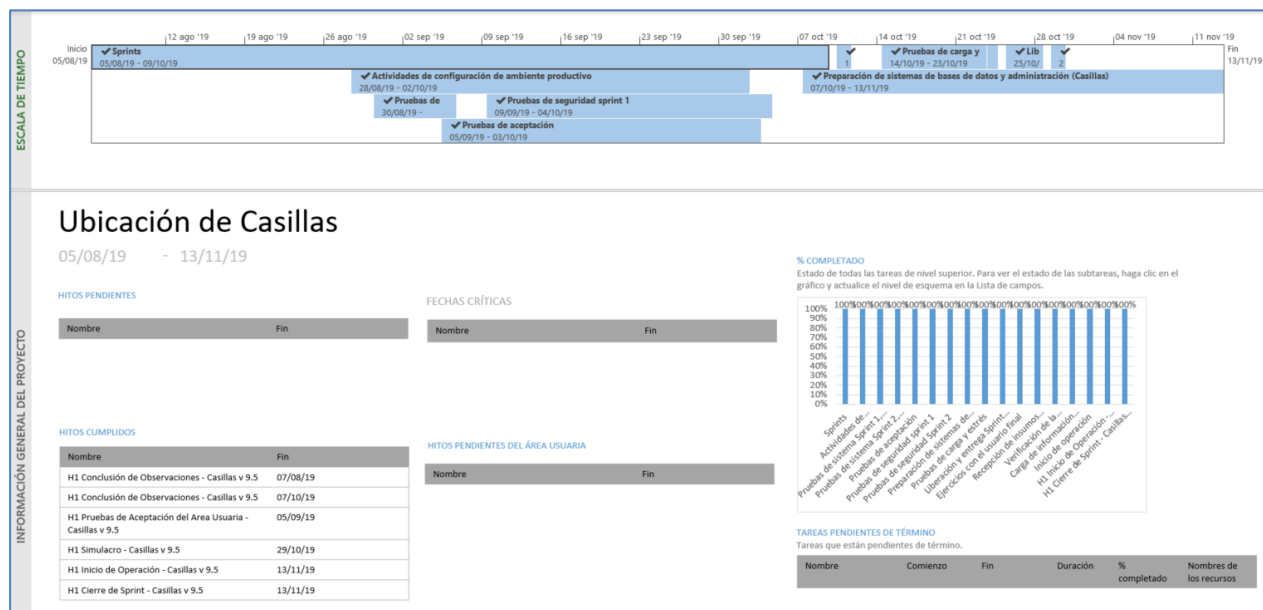 ESCALA DE TIEMPO
12 ago '19
19 ago '19
26 ago '19
02 sep '19
09 sep '19
16 sep '19
23 sep '19
30 sep '19
07 oct '19
14 oct '19
21 oct '19
28 oct '19
04 nov '19
11 nov '19
Inicio
05/08/19
Sprints
05/08/19 - 09/10/19
1
Pruebas de carga y
14/10/19 - 23/10/19
Lib
25/10/
2
Fin
13/11/19
Actividades de configuración de ambiente productivo
28/08/19 - 02/10/19
Preparación de sistemas de bases de datos y administración (Casillas)
07/10/19 - 13/11/19
Pruebas de
30/08/19 -
Pruebas de seguridad sprint 1
09/09/19 - 04/10/19
Pruebas de aceptación
05/09/19 - 03/10/19
INFORMACIÓN GENERAL DEL PROYECTO
Ubicación de Casillas
05/08/19 - 13/11/19
HITOS PENDIENTES
Nombre Fin
FECHAS CRÍTICAS
Nombre Fin
HITOS CUMPLIDOS
Nombre Fin
H1 Conclusión de Observaciones - Casillas v 9.5 07/08/19
H1 Conclusión de Observaciones - Casillas v 9.5 07/10/19
H1 Pruebas de Aceptación del Area Usuaria - 05/09/19
Casillas v 9.5
H1 Simulacro - Casillas v 9.5 29/10/19
H1 Inicio de Operación - Casillas v 9.5 13/11/19
H1 Cierre de Sprint - Casillas v 9.5 13/11/19
HITOS PENDIENTES DEL ÁREA USUARIA
Nombre Fin
% COMPLETADO
Estado de todas las tareas de nivel superior. Para ver el estado de las subtareas, haga clic en el
gráfico y actualice el nivel de esquema en la Lista de campos.
100%100%100%100%100%100%100%100%100%100%100%100%100%100%100%100%100%
100%
90%
80%
70%
60%
50%
40%
30%
20%
10%
0%
Sprints
Actividades de...
Pruebas de sistema Sprint 1,...
Pruebas de sistema Sprint 2,...
Pruebas de aceptación
Pruebas de seguridad sprint 1
Pruebas de seguridad Sprint 2
Preparación de sistemas de...
Pruebas de carga y estrés
Liberación y entrega Sprint...
Ejercicios con el usuario final
Recepción de insumos...
Verificación de la...
Carga de información...
Inicio de operación
H1 Inicio de Operación -...
H1 Cierre de Sprint - Casillas...
TAREAS PENDIENTES DE TÉRMINO
Tareas que están pendientes de término.
Nombre Comienzo Fin Duración % completado Nombres de los recursos